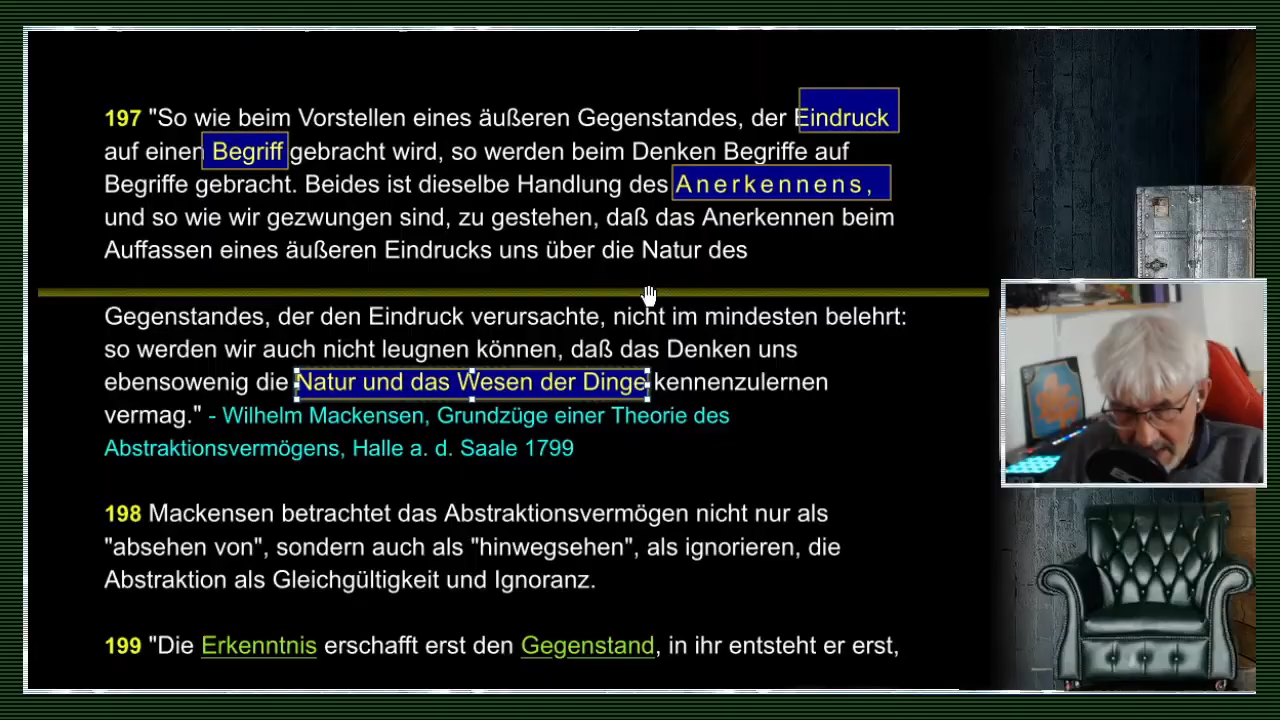 197 "So wie beim Vorstellen eines äußeren Gegenstandes, der Eindruck
auf einen Begriff gebracht wird, so werden beim Denken Begriffe auf
Begriffe gebracht. Beides ist dieselbe Handlung des Anerkennens,
und so wie wir gezwungen sind, zu gestehen, daß das Anerkennen beim
Auffassen eines äußeren Eindrucks uns über die Natur des
Gegenstandes, der den Eindruck verursachte, nicht im mindesten belehrt:
so werden wir auch nicht leugnen können, daß das Denken uns
ebensowenig die Natur und das Wesen der Dinge kennenzulernen
vermag." - Wilhelm Mackensen, Grundzüge einer Theorie des
Abstraktionsvermögens, Halle a. d. Saale 1799
198 Mackensen betrachtet das Abstraktionsvermögen nicht nur als
"absehen von", sondern auch als "hinwegsehen", als ignorieren, die
Abstraktion als Gleichgültigkeit und Ignoranz.
199 "Die Erkenntnis erschafft erst den Gegenstand, in ihr entsteht er erst,